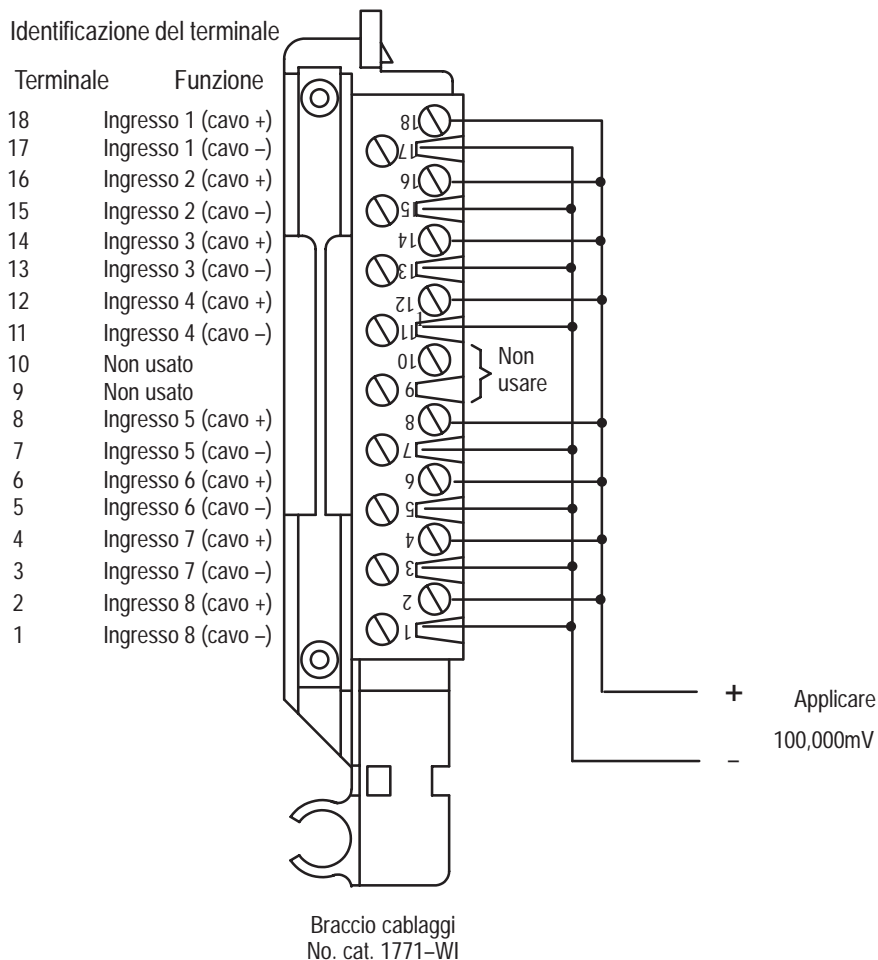 Identificazione del terminale
Terminale Funzione
18 Ingresso 1 (cavo +)
17 Ingresso 1 (cavo –)
16 Ingresso 2 (cavo +)
15 Ingresso 2 (cavo –)
14 Ingresso 3 (cavo +)
13 Ingresso 3 (cavo –)
12 Ingresso 4 (cavo +)
11 Ingresso 4 (cavo –)
10 Non usato
9 Non usato
8 Ingresso 5 (cavo +)
7 Ingresso 5 (cavo –)
6 Ingresso 6 (cavo +)
5 Ingresso 6 (cavo –)
4 Ingresso 7 (cavo +)
3 Ingresso 7 (cavo –)
2 Ingresso 8 (cavo +)
1 Ingresso 8 (cavo –)
18
17
16
15
14
13
12
11
10
9
8
7
6
5
4
3
2
1
Non
usare
+ Applicare
100,000mV
–
Braccio cablaggi
No. cat. 1771–WI